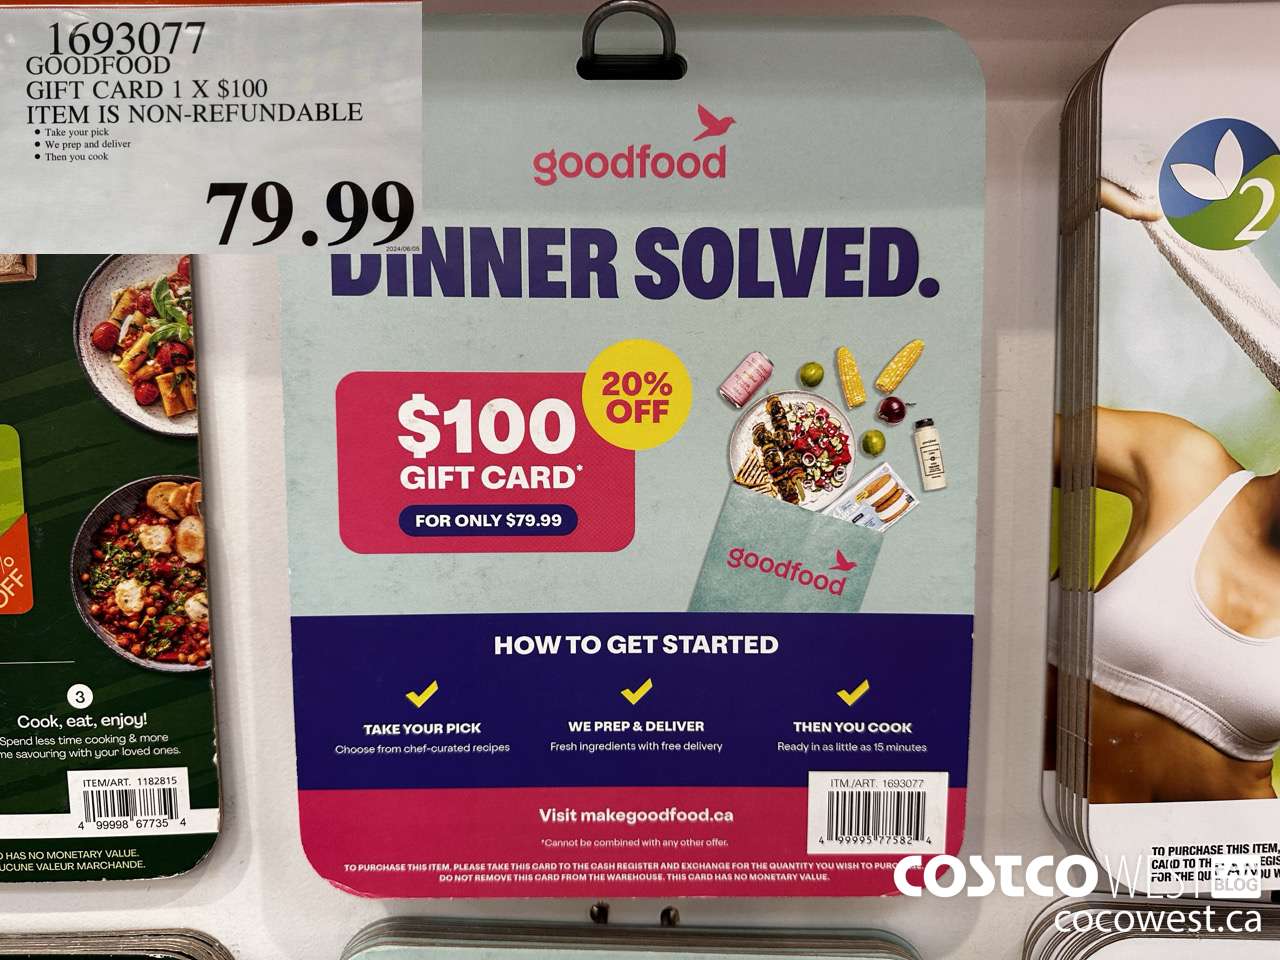 1693077
GOODFOOD
GIFT CARD 1 X $100
ITEM IS NON-REFUNDABLE
• Take your pick
• We prep and deliver
• Then you cook
79.99
2024/06/05
goodfood
DINNER SOLVED.
20%
OFF
$100
GIFT CARD*
FOR ONLY $79.99
goodfood
HOW TO GET STARTED
TAKE YOUR PICK
Choose from chef-curated recipes
WE PREP & DELIVER
Fresh ingredients with free delivery
THEN YOU COOK
Ready in as little as 15 minutes
ITM./ART. 1693077
4 99995 77582 4
Visit makegoodfood.ca
*Cannot be combined with any other offer.
TO PURCHASE THIS ITEM, PLEASE TAKE THIS CARD TO THE CASH REGISTER AND EXCHANGE FOR THE QUANTITY YOU WISH TO
DO NOT REMOVE THIS CARD FROM THE WAREHOUSE. THIS CARD HAS NO MONETARY VALUE.
%
OFF
3
Cook, eat, enjoy!
Spend less time cooking & more
savouring with your loved ones.
ITEM/ART. 1182815
4 99998 67735 4
HAS NO MONETARY VALUE.
AUCUNE VALEUR MARCHANDE.
2
TO PURCHASE THIS ITEM,
CARD TO
FOR THE
COSTCO WEST
FAN
BLOG
cocowest.ca